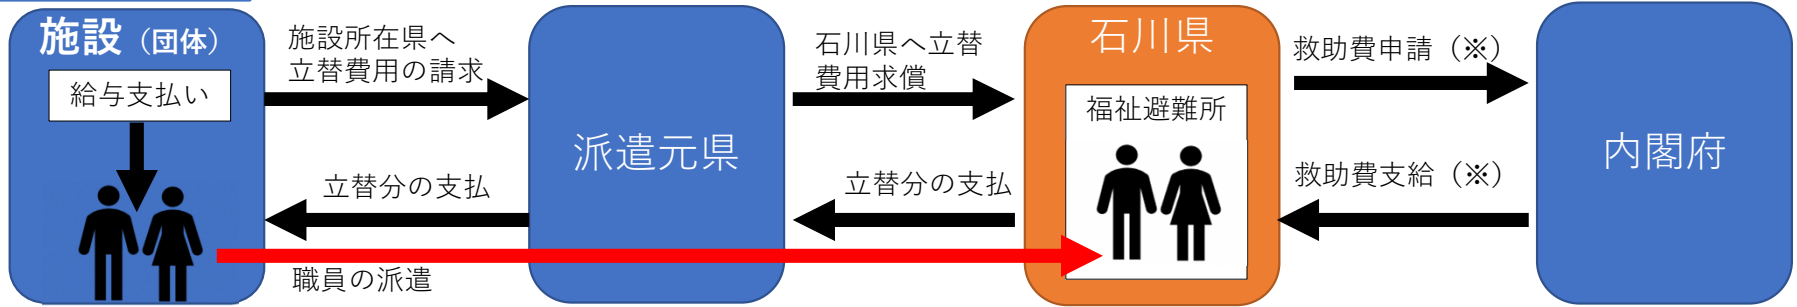 施設（団体）
給与支払い
施設所在県へ
立替費用の請求
立替分の支払
職員の派遣
派遣元県
石川県へ立替
費用求償
立替分の支払
石川県
福祉避難所
救助費申請（※）
救助費支給（※）
内閣府